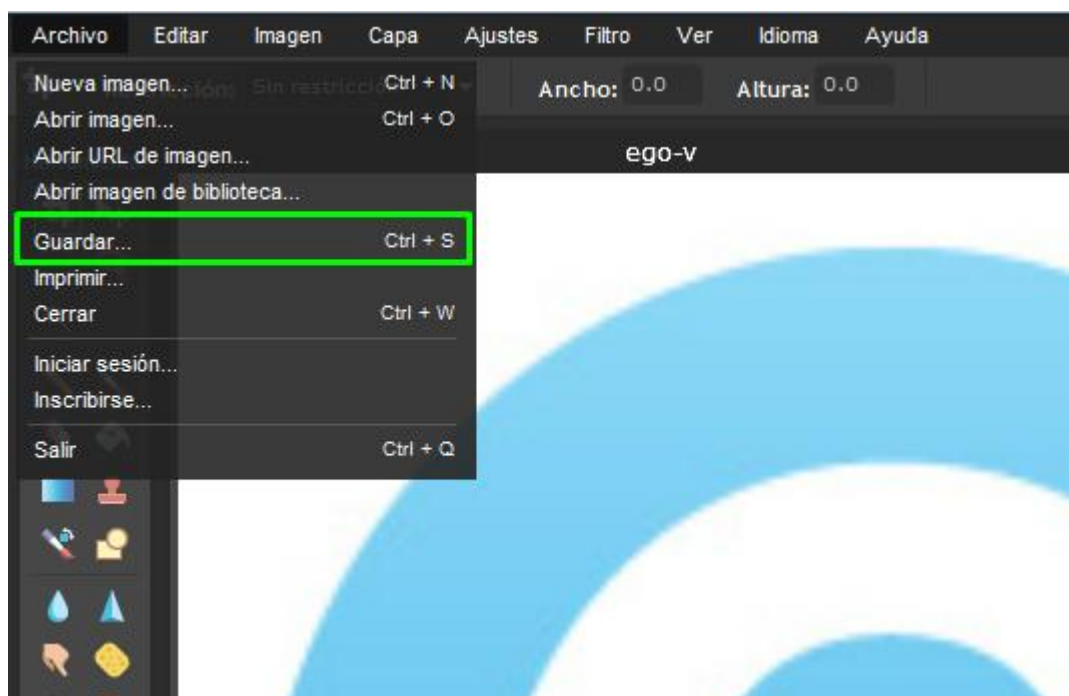 Archivo Editar Imagen Capa Ajustes Filtro Ver Idioma Ayuda
Nueva imagen... Ctrl + N
Ancho: 0.0 Altura: 0.0
Abrir imagen... Ctrl + O
Abrir URL de imagen...
ego-v
Abrir imagen de biblioteca...
Guardar... Ctrl + S
Imprimir...
Cerrar Ctrl + W
Iniciar sesión...
Inscribirse...
Salir Ctrl + Q